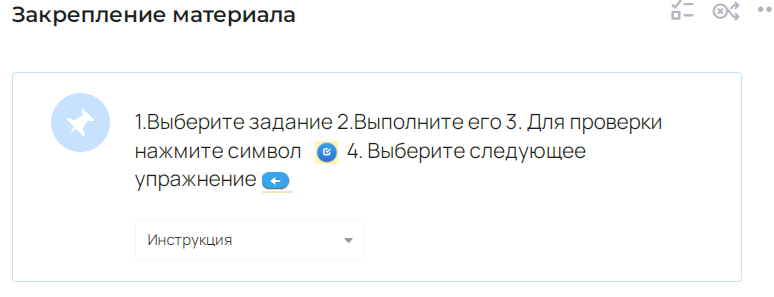 Закрепление материала
1.Выберите задание 2.Выполните его 3. Для проверки
нажмите символ 4. Выберите следующее
упражнение
Инструкция